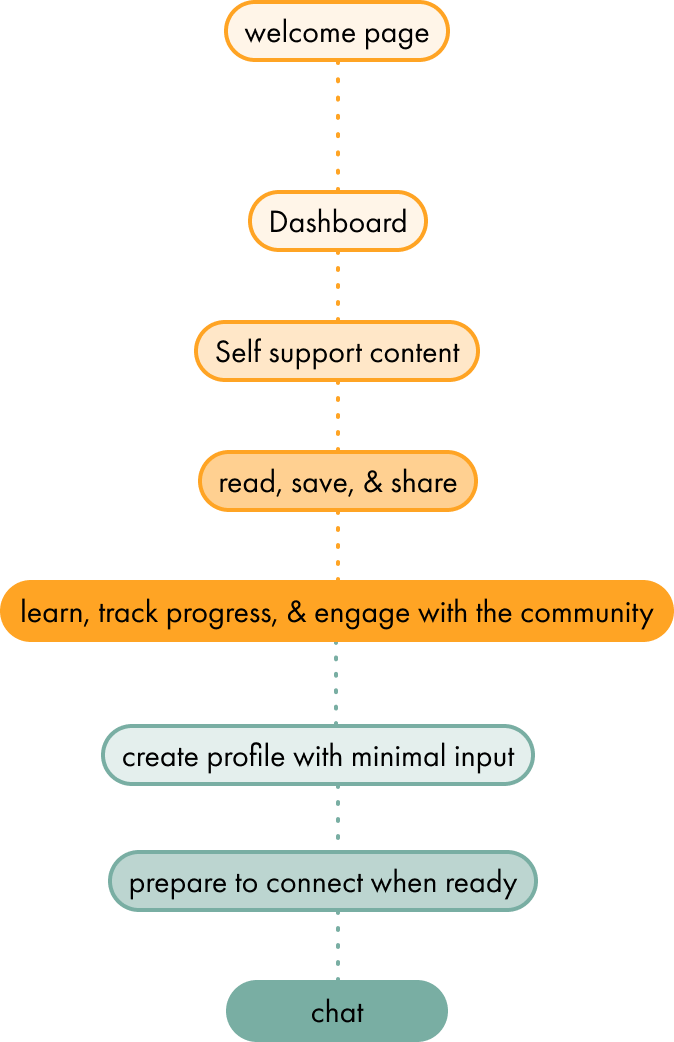 welcome page
Dashboard
Self support content
read, save, & share
learn, track progress, & engage with the community
create profile with minimal input
prepare to connect when ready
chat